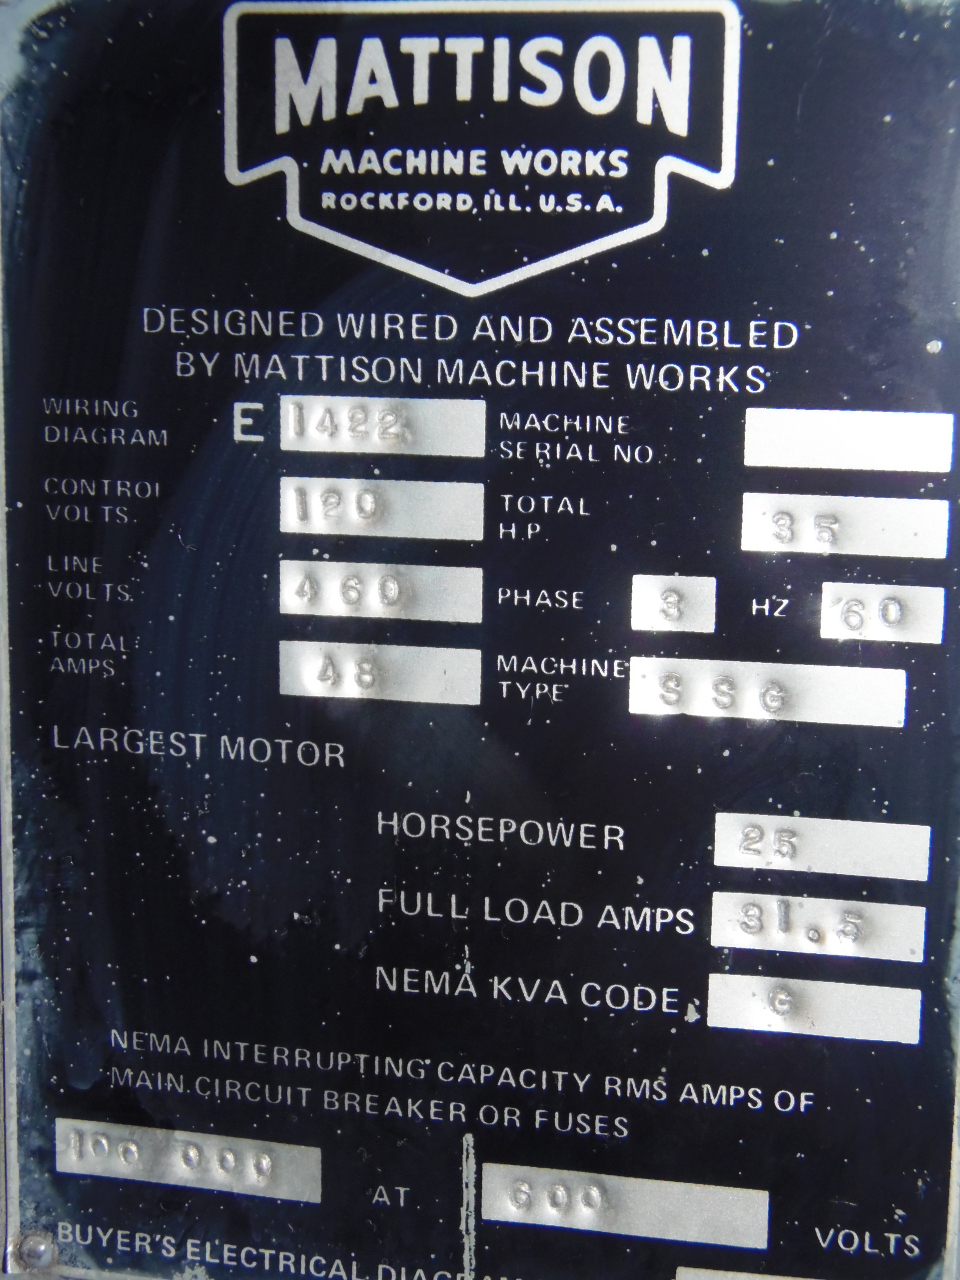 MATTISON
MACHINE WORKS
ROCKFORD, ILL. U.S.A.
DESIGNED WIRED AND ASSEMBLED
BY MATTISON MACHINE WORKS
WIRING DIAGRAM E 1422
MACHINE SERIAL NO
CONTROL VOLTS. 120
TOTAL H.P. 35
LINE VOLTS. 460
PHASE 3 HZ 60
TOTAL AMPS 48
MACHINE TYPE SSG
LARGEST MOTOR
HORSEPOWER 25
FULL LOAD AMPS 31.5
NEMA KVA CODE G
NEMA INTERRUPTING CAPACITY RMS AMPS OF
MAIN CIRCUIT BREAKER OR FUSES
100 000 AT 600 VOLTS
BUYER'S ELECTRICAL